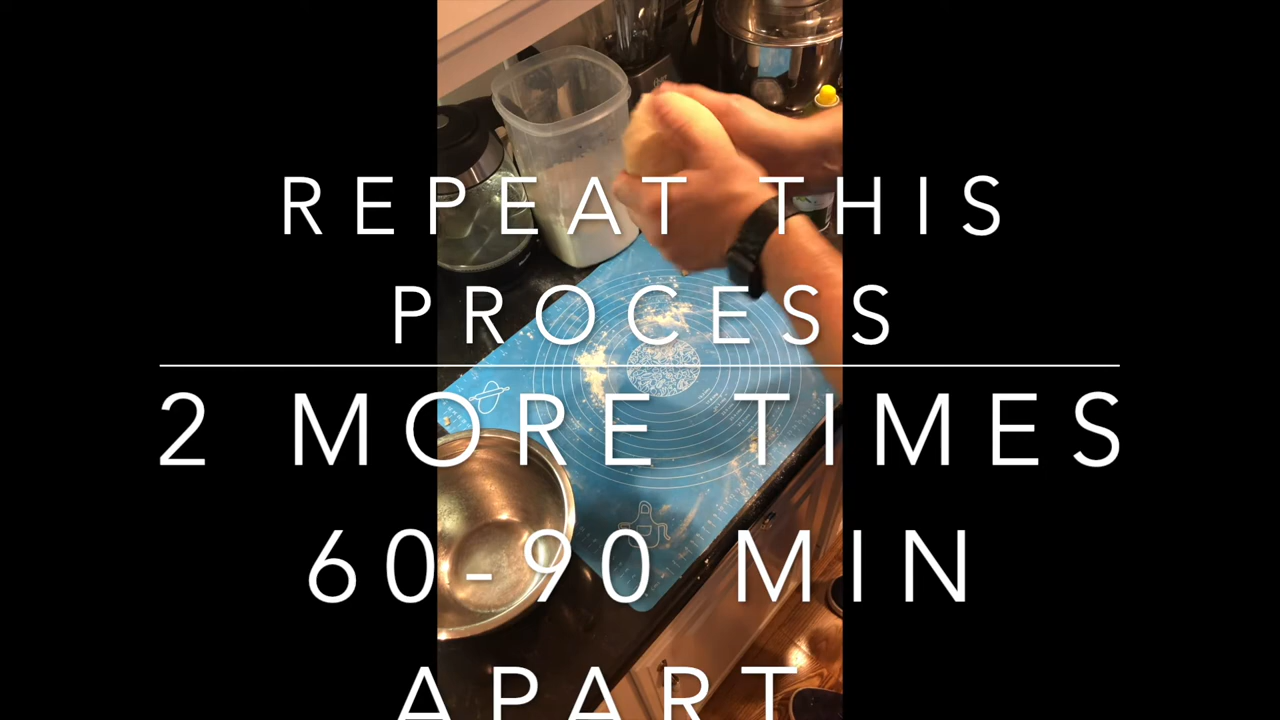 REPEAT THIS
PROCESS
2 MORE TIMES
60-90 MIN
APART